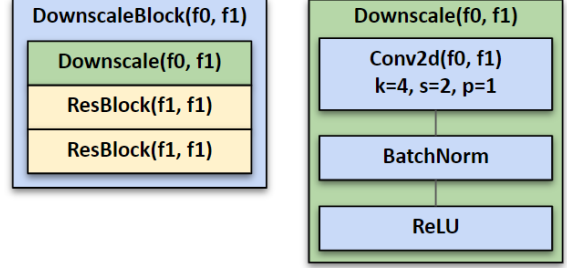 DownscaleBlock(f0, f1)
Downscale(f0, f1)
ResBlock(f1, f1)
ResBlock(f1, f1)
Downscale(f0, f1)
Conv2d(f0, f1)
k=4, s=2, p=1
BatchNorm
ReLU